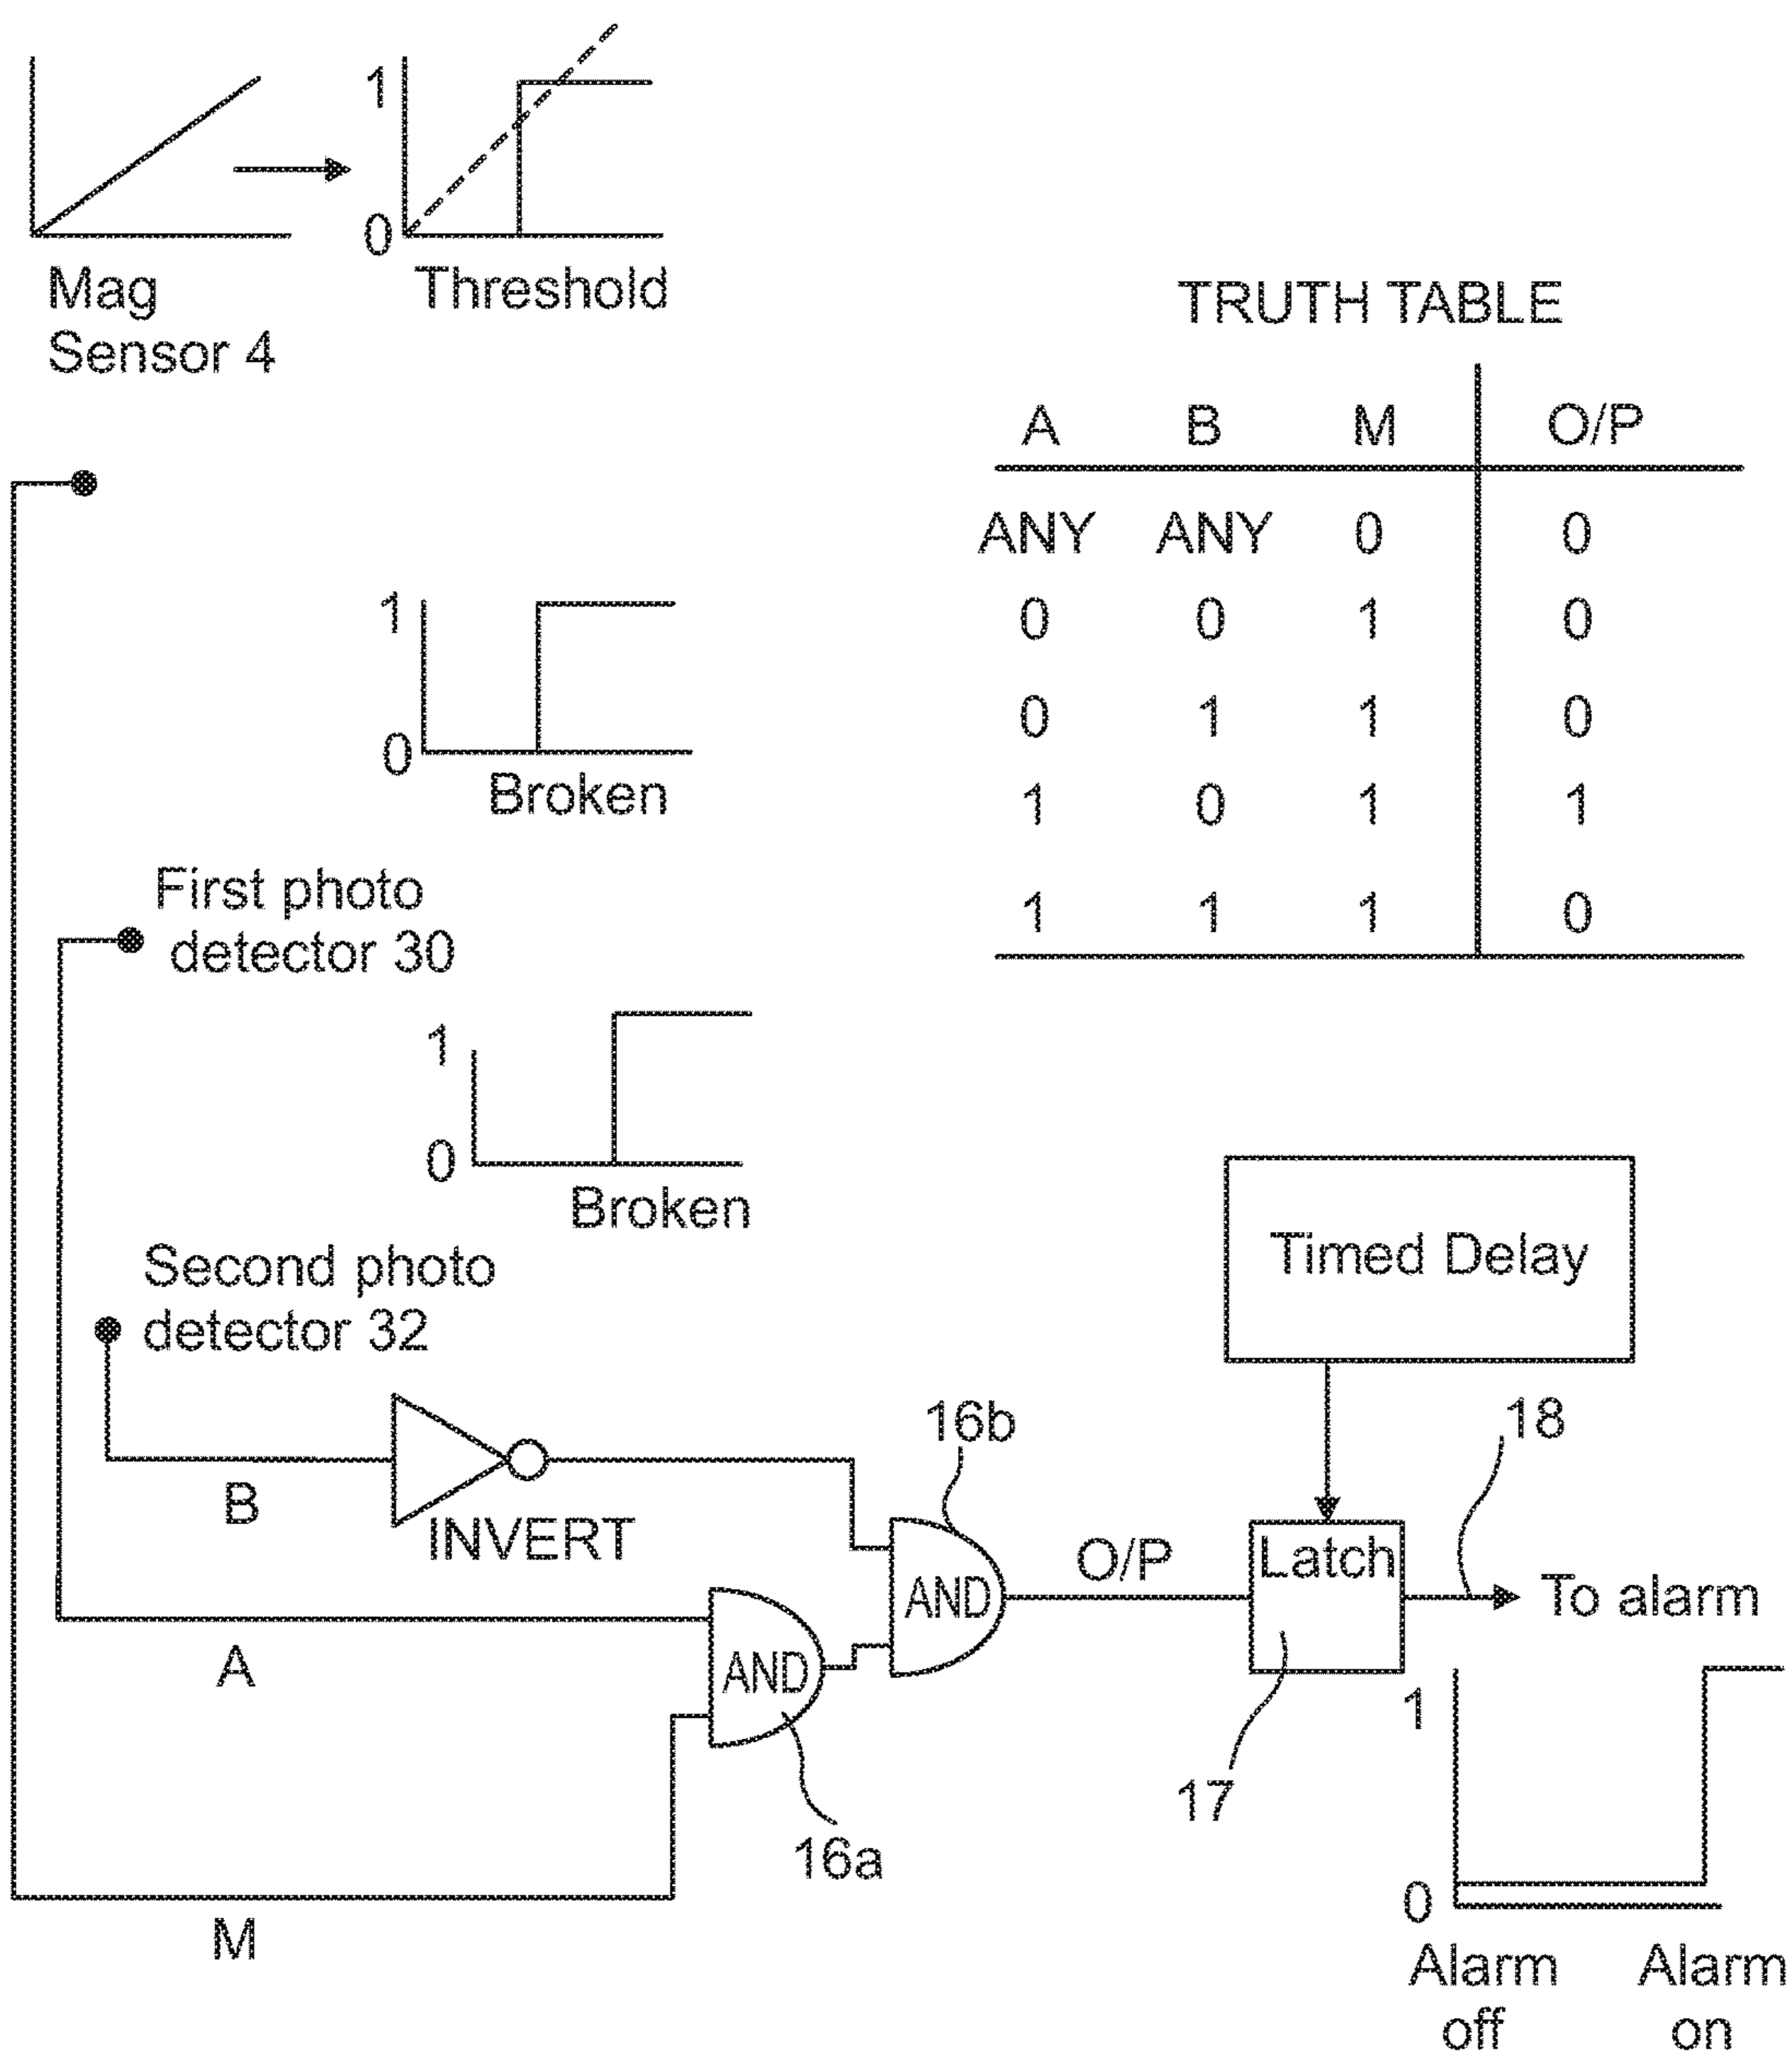 1
0
Mag
Sensor 4
Threshold
TRUTH TABLE
A B M O/P
ANY ANY 0 0
0 0 1 0
0 1 1 0
1 0 1 1
1 1 1 0
1
0
Broken
First photo
detector 30
1
0
Broken
Second photo
detector 32
Timed Delay
B
INVERT
16b
18
AND
O/P
Latch
To alarm
A
AND
16a
17
M
1
0
Alarm
off
Alarm
on